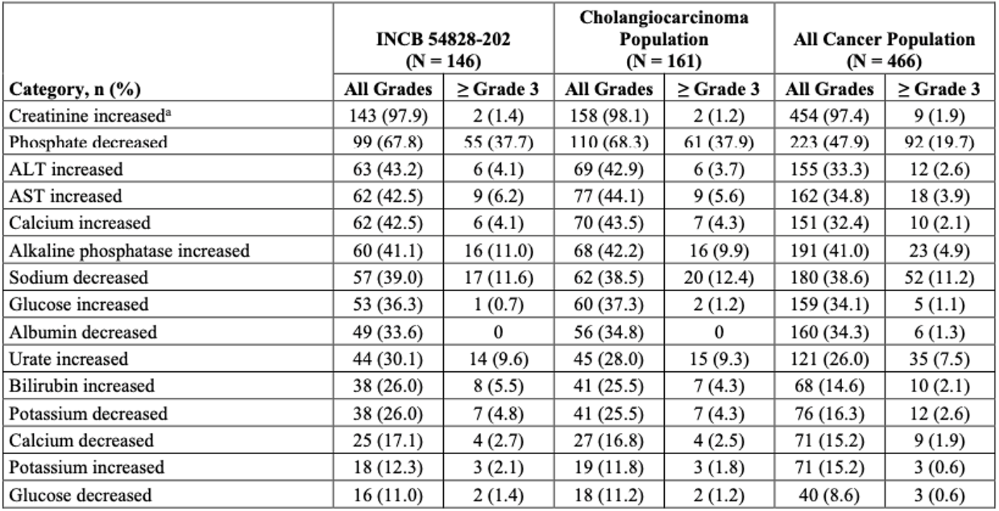 INCB 54828-202 (N = 146) Cholangiocarcinoma Population (N = 161) All Cancer Population (N = 466)
Category, n (%) All Grades ≥ Grade 3 All Grades ≥ Grade 3 All Grades ≥ Grade 3
Creatinine increasedᵃ 143 (97.9) 2 (1.4) 158 (98.1) 2 (1.2) 454 (97.4) 9 (1.9)
Phosphate decreased 99 (67.8) 55 (37.7) 110 (68.3) 61 (37.9) 223 (47.9) 92 (19.7)
ALT increased 63 (43.2) 6 (4.1) 69 (42.9) 6 (3.7) 155 (33.3) 12 (2.6)
AST increased 62 (42.5) 9 (6.2) 77 (44.1) 9 (5.6) 162 (34.8) 18 (3.9)
Calcium increased 62 (42.5) 6 (4.1) 70 (43.5) 7 (4.3) 151 (32.4) 10 (2.1)
Alkaline phosphatase increased 60 (41.1) 16 (11.0) 68 (42.2) 16 (9.9) 191 (41.0) 23 (4.9)
Sodium decreased 57 (39.0) 17 (11.6) 62 (38.5) 20 (12.4) 180 (38.6) 52 (11.2)
Glucose increased 53 (36.3) 1 (0.7) 60 (37.3) 2 (1.2) 159 (34.1) 5 (1.1)
Albumin decreased 49 (33.6) 0 56 (34.8) 0 160 (34.3) 6 (1.3)
Urate increased 44 (30.1) 14 (9.6) 45 (28.0) 15 (9.3) 121 (26.0) 35 (7.5)
Bilirubin increased 38 (26.0) 8 (5.5) 41 (25.5) 7 (4.3) 68 (14.6) 10 (2.1)
Potassium decreased 38 (26.0) 7 (4.8) 41 (25.5) 7 (4.3) 76 (16.3) 12 (2.6)
Calcium decreased 25 (17.1) 4 (2.7) 27 (16.8) 4 (2.5) 71 (15.2) 9 (1.9)
Potassium increased 18 (12.3) 3 (2.1) 19 (11.8) 3 (1.8) 71 (15.2) 3 (0.6)
Glucose decreased 16 (11.0) 2 (1.4) 18 (11.2) 2 (1.2) 40 (8.6) 3 (0.6)